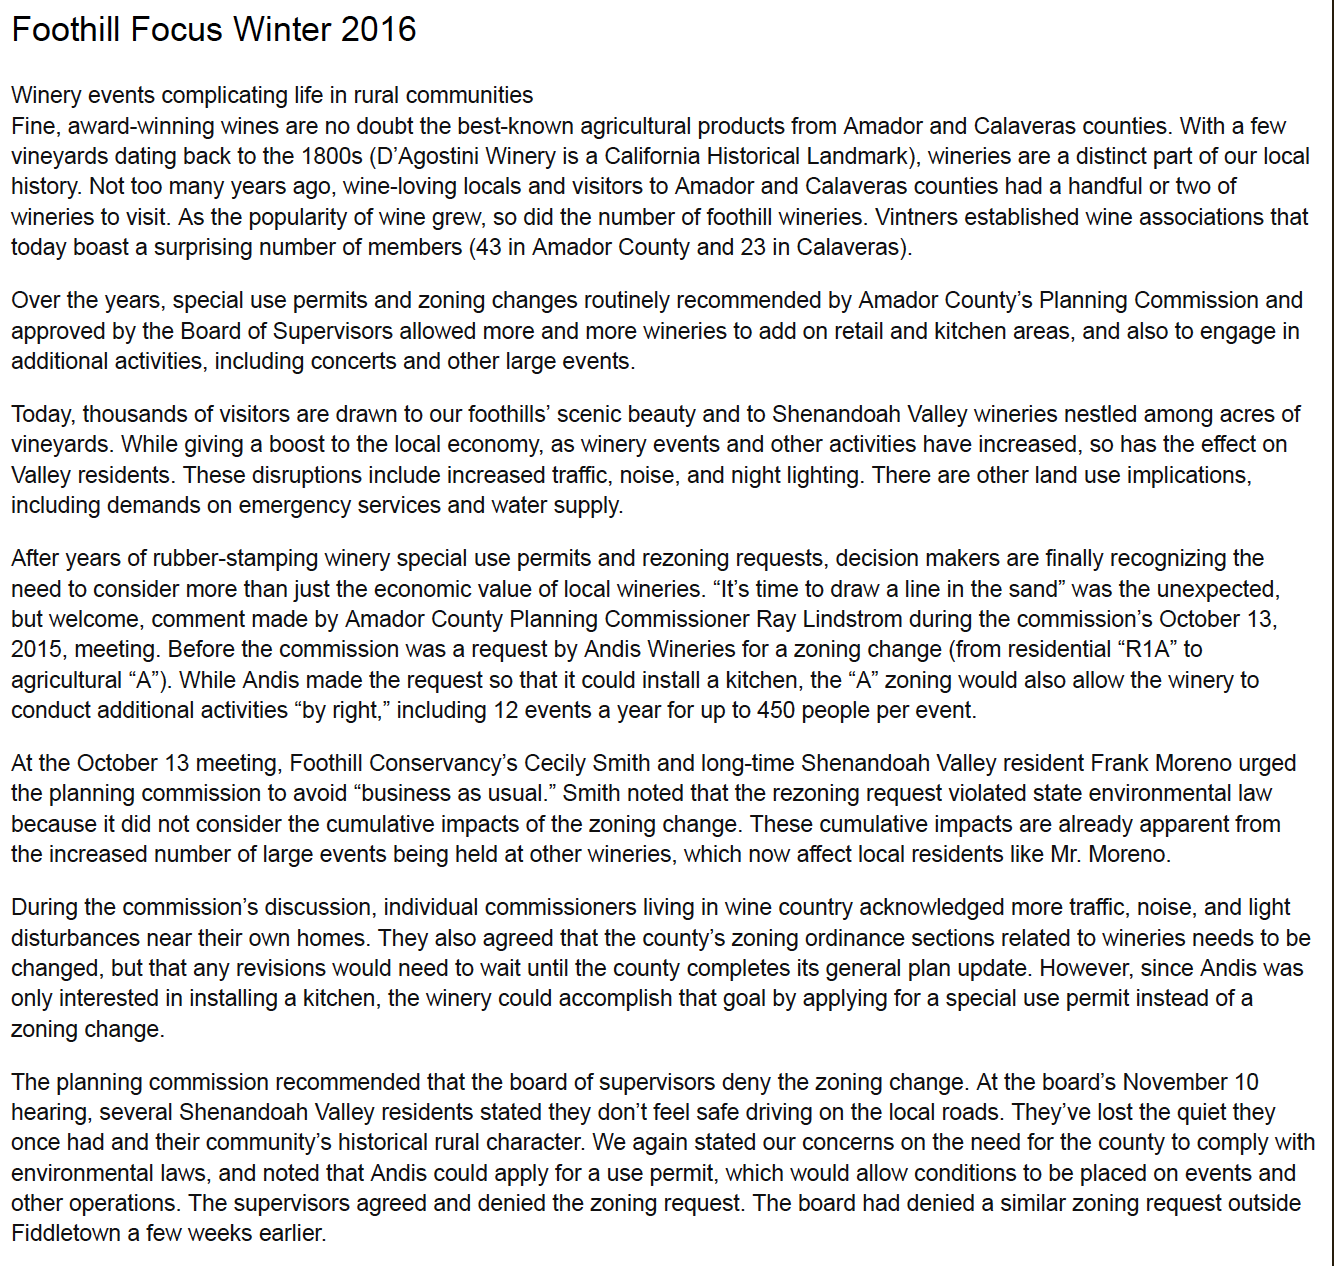 Foothill Focus Winter 2016
Winery events complicating life in rural communities
Fine, award-winning wines are no doubt the best-known agricultural products from Amador and Calaveras counties. With a few
vineyards dating back to the 1800s (D’Agostini Winery is a California Historical Landmark), wineries are a distinct part of our local
history. Not too many years ago, wine-loving locals and visitors to Amador and Calaveras counties had a handful or two of
wineries to visit. As the popularity of wine grew, so did the number of foothill wineries. Vintners established wine associations that
today boast a surprising number of members (43 in Amador County and 23 in Calaveras).
Over the years, special use permits and zoning changes routinely recommended by Amador County’s Planning Commission and
approved by the Board of Supervisors allowed more and more wineries to add on retail and kitchen areas, and also to engage in
additional activities, including concerts and other large events.
Today, thousands of visitors are drawn to our foothills’ scenic beauty and to Shenandoah Valley wineries nestled among acres of
vineyards. While giving a boost to the local economy, as winery events and other activities have increased, so has the effect on
Valley residents. These disruptions include increased traffic, noise, and night lighting. There are other land use implications,
including demands on emergency services and water supply.
After years of rubber-stamping winery special use permits and rezoning requests, decision makers are finally recognizing the
need to consider more than just the economic value of local wineries. “It’s time to draw a line in the sand” was the unexpected,
but welcome, comment made by Amador County Planning Commissioner Ray Lindstrom during the commission’s October 13,
2015, meeting. Before the commission was a request by Andis Wineries for a zoning change (from residential “R1A” to
agricultural “A”). While Andis made the request so that it could install a kitchen, the “A” zoning would also allow the winery to
conduct additional activities “by right,” including 12 events a year for up to 450 people per event.
At the October 13 meeting, Foothill Conservancy’s Cecily Smith and long-time Shenandoah Valley resident Frank Moreno urged
the planning commission to avoid “business as usual.” Smith noted that the rezoning request violated state environmental law
because it did not consider the cumulative impacts of the zoning change. These cumulative impacts are already apparent from
the increased number of large events being held at other wineries, which now affect local residents like Mr. Moreno.
During the commission’s discussion, individual commissioners living in wine country acknowledged more traffic, noise, and light
disturbances near their own homes. They also agreed that the county’s zoning ordinance sections related to wineries needs to be
changed, but that any revisions would need to wait until the county completes its general plan update. However, since Andis was
only interested in installing a kitchen, the winery could accomplish that goal by applying for a special use permit instead of a
zoning change.
The planning commission recommended that the board of supervisors deny the zoning change. At the board’s November 10
hearing, several Shenandoah Valley residents stated they don’t feel safe driving on the local roads. They’ve lost the quiet they
once had and their community’s historical rural character. We again stated our concerns on the need for the county to comply with
environmental laws, and noted that Andis could apply for a use permit, which would allow conditions to be placed on events and
other operations. The supervisors agreed and denied the zoning request. The board had denied a similar zoning request outside
Fiddletown a few weeks earlier.